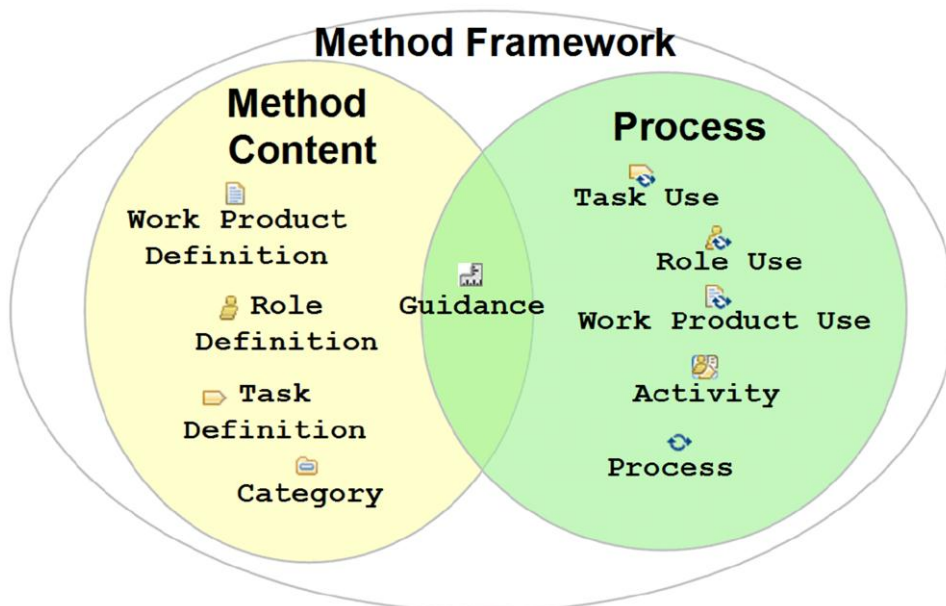 Method Framework
Method
Content
Work Product
Definition
Role
Definition
Task
Definition
Category
Guidance
Process
Task Use
Role Use
Work Product Use
Activity
Process